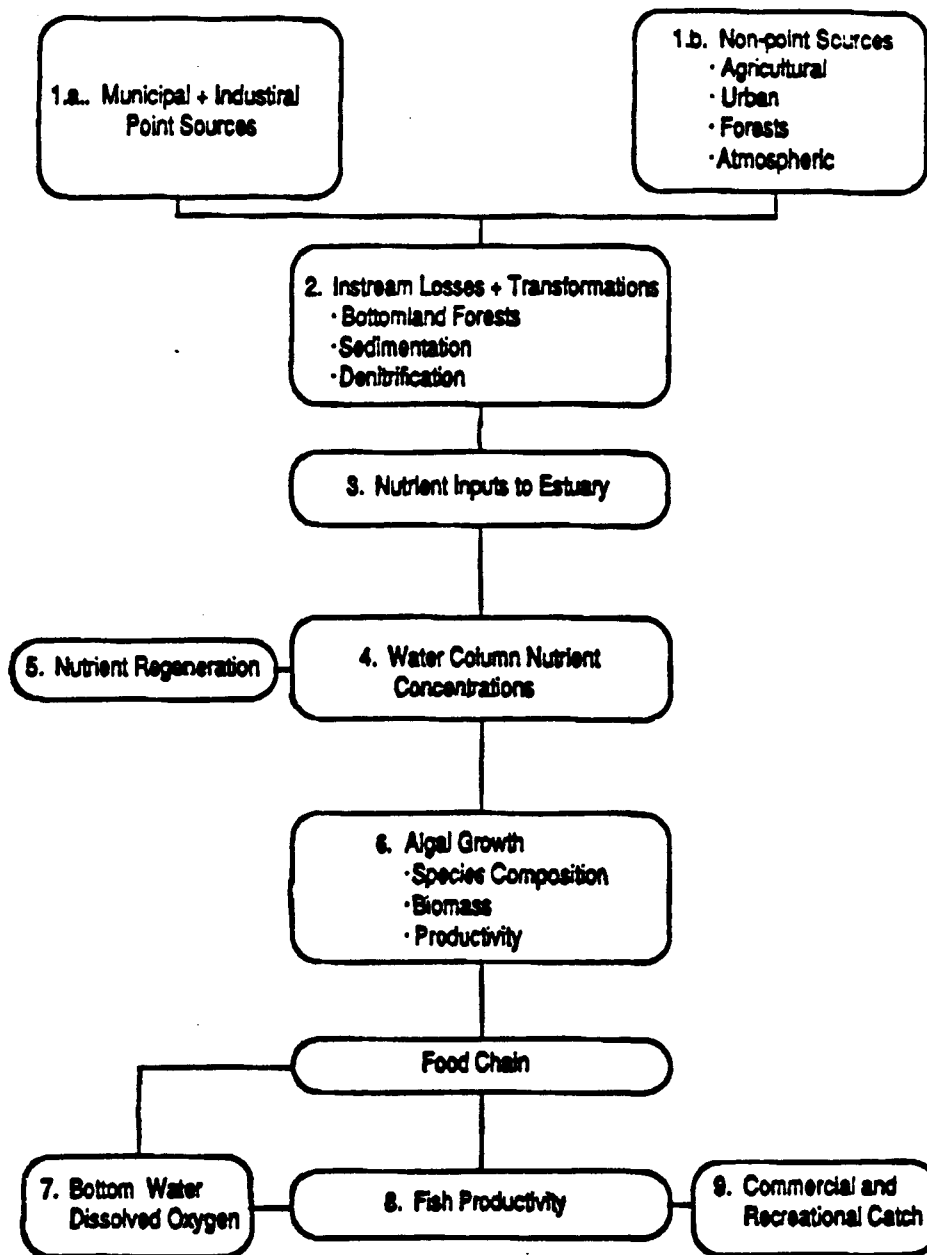 1.a.. Municipal + Industiral
Point Sources
1.b. Non-point Sources
· Agricultural
· Urban
· Forests
· Atmospheric
2. Instream Losses + Transformations
· Bottomland Forests
· Sedimentation
· Denitrification
3. Nutrient Inputs to Estuary
5. Nutrient Regeneration
4. Water Column Nutrient
Concentrations
6. Algal Growth
· Species Composition
· Biomass
· Productivity
Food Chain
7. Bottom Water
Dissolved Oxygen
8. Fish Productivity
9. Commercial and
Recreational Catch